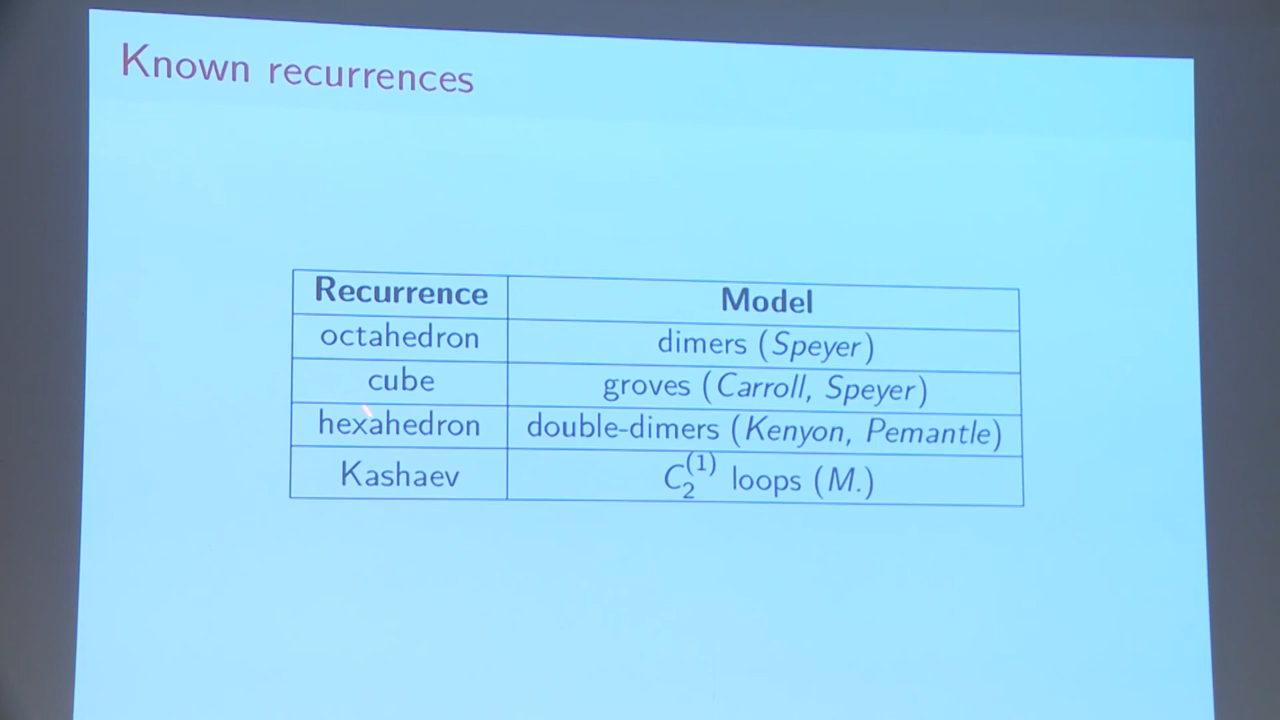 Known recurrences
Recurrence Model
octahedron dimers (Speyer)
cube groves (Carroll, Speyer)
hexahedron double-dimers (Kenyon, Pemantle)
Kashaev C₂⁽¹⁾ loops (M.)